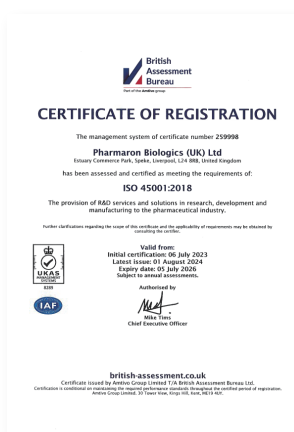 British
Assessment
Bureau
Part of the Amtivo group
CERTIFICATE OF REGISTRATION
The management system of certificate number 259998
Pharmaron Biologics (UK) Ltd
Estuary Commerce Park, Speke, Liverpool, L24 8RB, United Kingdom
has been assessed and certified as meeting the requirements of:
ISO 45001:2018
The provision of R&D services and solutions in research, development and
manufacturing to the pharmaceutical industry.
Further clarifications regarding the scope of this certificate and the applicability of requirements may be obtained by
consulting the certifier.
Valid from:
Initial certification: 06 July 2023
Latest issue: 01 August 2024
Expiry date: 05 July 2026
Subject to annual assessments.
UKAS
MANAGEMENT
SYSTEMS
8289
Authorised by
IAF
Mike Tims
Chief Executive Officer
british-assessment.co.uk
Certificate issued by Amtivo Group Limited T/A British Assessment Bureau Ltd.
Certification is conditional on maintaining the required performance standards throughout the certified period of registration.
Amtivo Group Limited, 30 Tower View, Kings Hill, Kent, ME19 4UY.